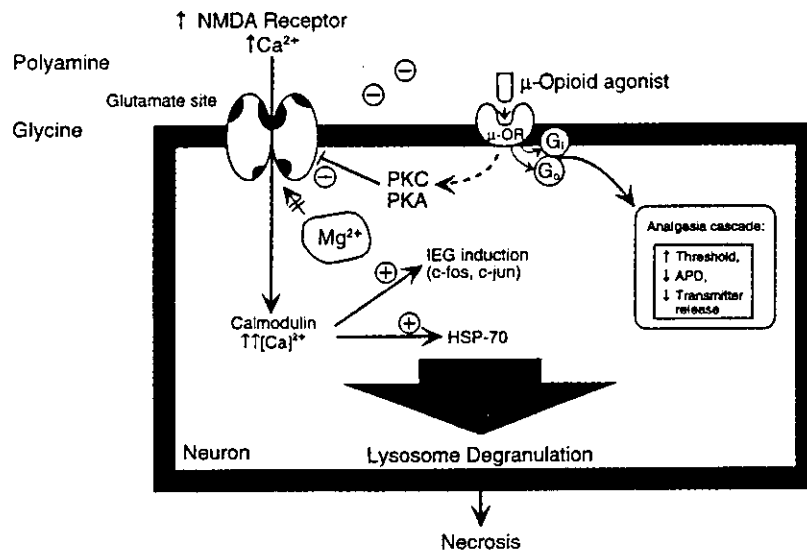 ↑ NMDA Receptor
↑Ca²⁺
Polyamine
Glutamate site
Glycine
μ-Opioid agonist
μ-OR
Gᵢ
Gₒ
PKC
PKA
Mg²⁺
Analgesia cascade:
↑ Threshold,
↓ APD,
↓ Transmitter
release
IEG induction
(c-fos, c-jun)
Calmodulin
↑↑[Ca]²⁺
HSP-70
Neuron
Lysosome Degranulation
Necrosis